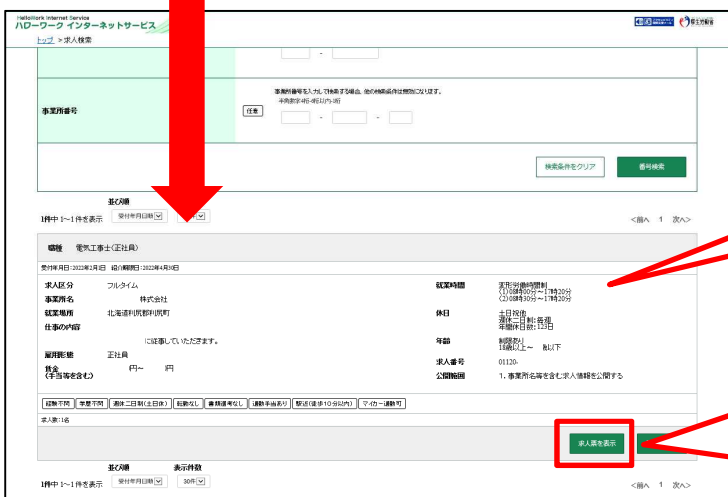 HelloWork Internet Service
ハローワーク インターネットサービス
厚生労働省
トップ > 求人検索
-
事業所番号
任意
事業所番号を入力して検索する場合、他の検索条件は無効になります。
半角数字4桁-6桁以内-1桁
- -
検索条件をクリア
番号検索
並び順
1件中 1～1 件を表示
受付年月日順
件
<前へ 1 次へ>
職種 電気工事士(正社員)
受付年月日:2022年2月1日 紹介期限日:2022年4月30日
求人区分 フルタイム
事業所名 株式会社
就業場所 北海道利尻郡利尻町
仕事の内容
に従事していただきます。
雇用形態 正社員
賃金
(手当等を含む)
円～ 円
就業時間 変形労働時間制
(1)08時00分～17時20分
(2)08時30分～17時20分
休日 土日祝他
週休二日制:毎週
年間休日数:123日
年齢 制限あり
18歳以上～ 歳以下
求人番号 01120-
公開範囲 1．事業所名等を含む求人情報を公開する
経験不問 学歴不問 週休二日制(土日休) 転勤なし 書類選考なし 通勤手当あり 駅近(徒歩10分以内) マイカー通勤可
求人数:1名
求人票を表示
並び順 表示件数
1件中 1～1 件を表示
受付年月日順
30件
<前へ 1 次へ>